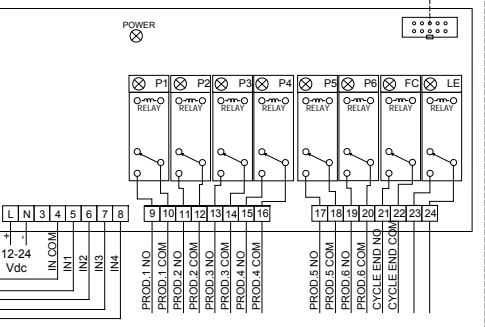 POWER
P1 P2 P3 P4 P5 P6 FC LE
RELAY RELAY RELAY RELAY RELAY RELAY RELAY RELAY
L N 3 4 5 6 7 8
9 10 11 12 13 14 15 16
17 18 19 20 21 22 23 24
+ -
12-24
Vdc
IN COM
IN1
IN2
IN3
IN4
PROD.1 NO
PROD.1 COM
PROD.2 NO
PROD.2 COM
PROD.3 NO
PROD.3 COM
PROD.4 NO
PROD.4 COM
PROD.5 NO
PROD.5 COM
PROD.6 NO
PROD.6 COM
CYCLE END NO
CYCLE END COM